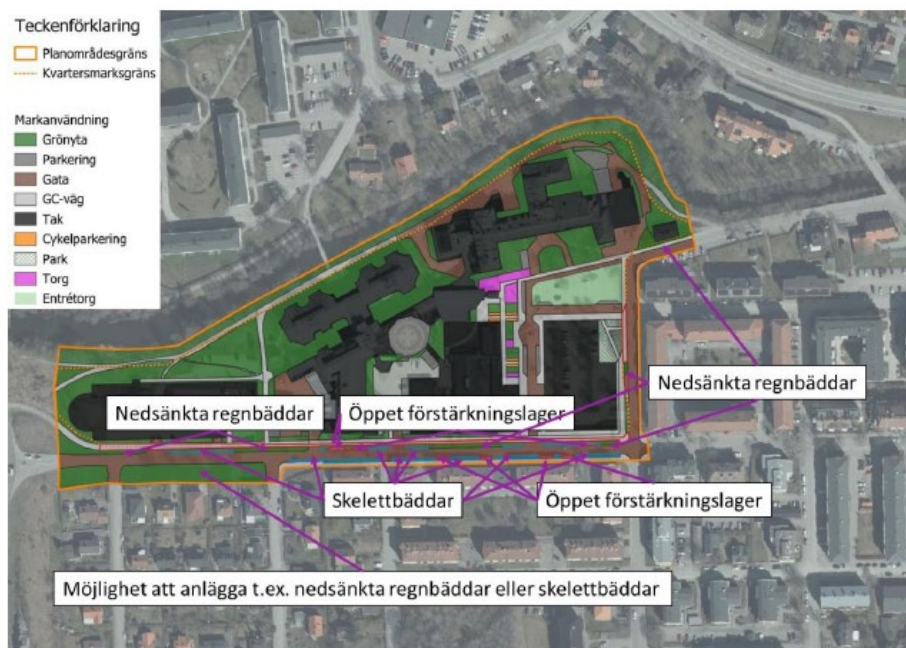 Teckenförklaring
Planområdesgräns
Kvartersmarksgräns
Markanvändning
Grönyta
Parkering
Gata
GC-väg
Tak
Cykelparkering
Park
Torg
Entrétorg
Nedsänkta regnbäddar
Öppet förstärkningslager
Nedsänkta regnbäddar
Skelettbäddar
Öppet förstärkningslager
Möjlighet att anlägga t.ex. nedsänkta regnbäddar eller skelettbäddar